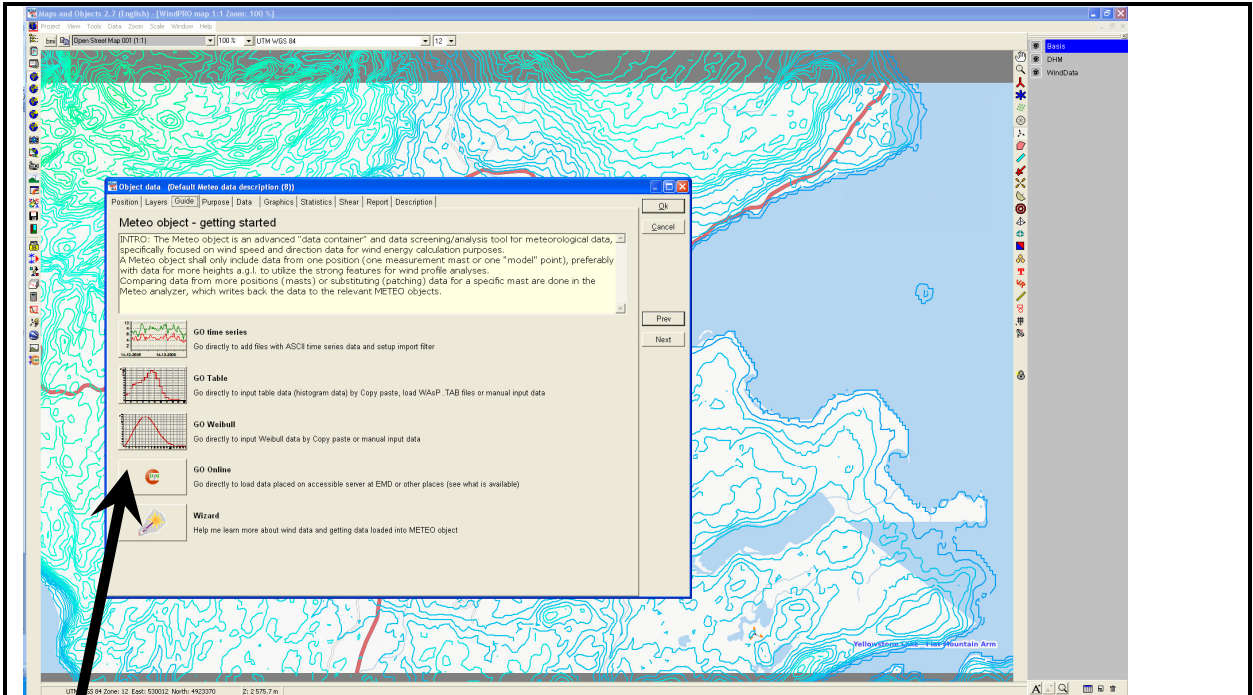 Maps and Objects 2.7 (English) - [WindPRO map 1:1 Zoom: 100 %]
Project View Tools Data Zoom Scale Window Help
bmi Open Street Map 001 (1:1) 100 % UTM WGS 84 12
Basis
DHM
WindData
Object data (Default Meteo data description (8))
Position Layers Guide Purpose Data Graphics Statistics Shear Report Description
Ok
Cancel
Prev
Next
Meteo object - getting started
INTRO: The Meteo object is an advanced "data container" and data screening/analysis tool for meteorological data,
specifically focused on wind speed and direction data for wind energy calculation purposes.
A Meteo object shall only include data from one position (one measurement mast or one "model" point), preferably
with data for more heights a.g.l. to utilize the strong features for wind profile analyses.
Comparing data from more positions (masts) or substituting (patching) data for a specific mast are done in the
Meteo analyzer, which writes back the data to the relevant METEO objects.
GO time series
Go directly to add files with ASCII time series data and setup import filter
GO Table
Go directly to input table data (histogram data) by Copy paste, load WAsP .TAB files or manual input data
GO Weibull
Go directly to input Weibull data by Copy paste or manual input data
GO Online
Go directly to load data placed on accessible server at EMD or other places (see what is available)
Wizard
Help me learn more about wind data and getting data loaded into METEO object
Yellowstone Lake - Flat Mountain Arm
84 Zone: 12 East: 530012 North: 4923370 Z: 2 575.7 m